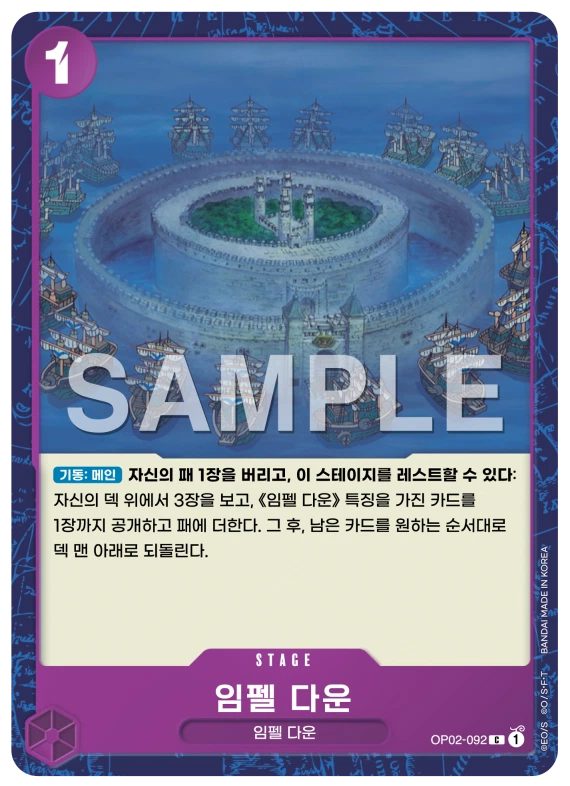 1
SAMPLE
기동: 메인 자신의 패 1장을 버리고, 이 스테이지를 레스트할 수 있다:
자신의 덱 위에서 3장을 보고, 《임펠 다운》 특징을 가진 카드를
1장까지 공개하고 패에 더한다. 그 후, 남은 카드를 원하는 순서대로
덱 맨 아래로 되돌린다.
STAGE
임펠 다운
임펠 다운
OP02-092 C 1
©EO/S ©O/S·F·T BANDAI MADE IN KOREA